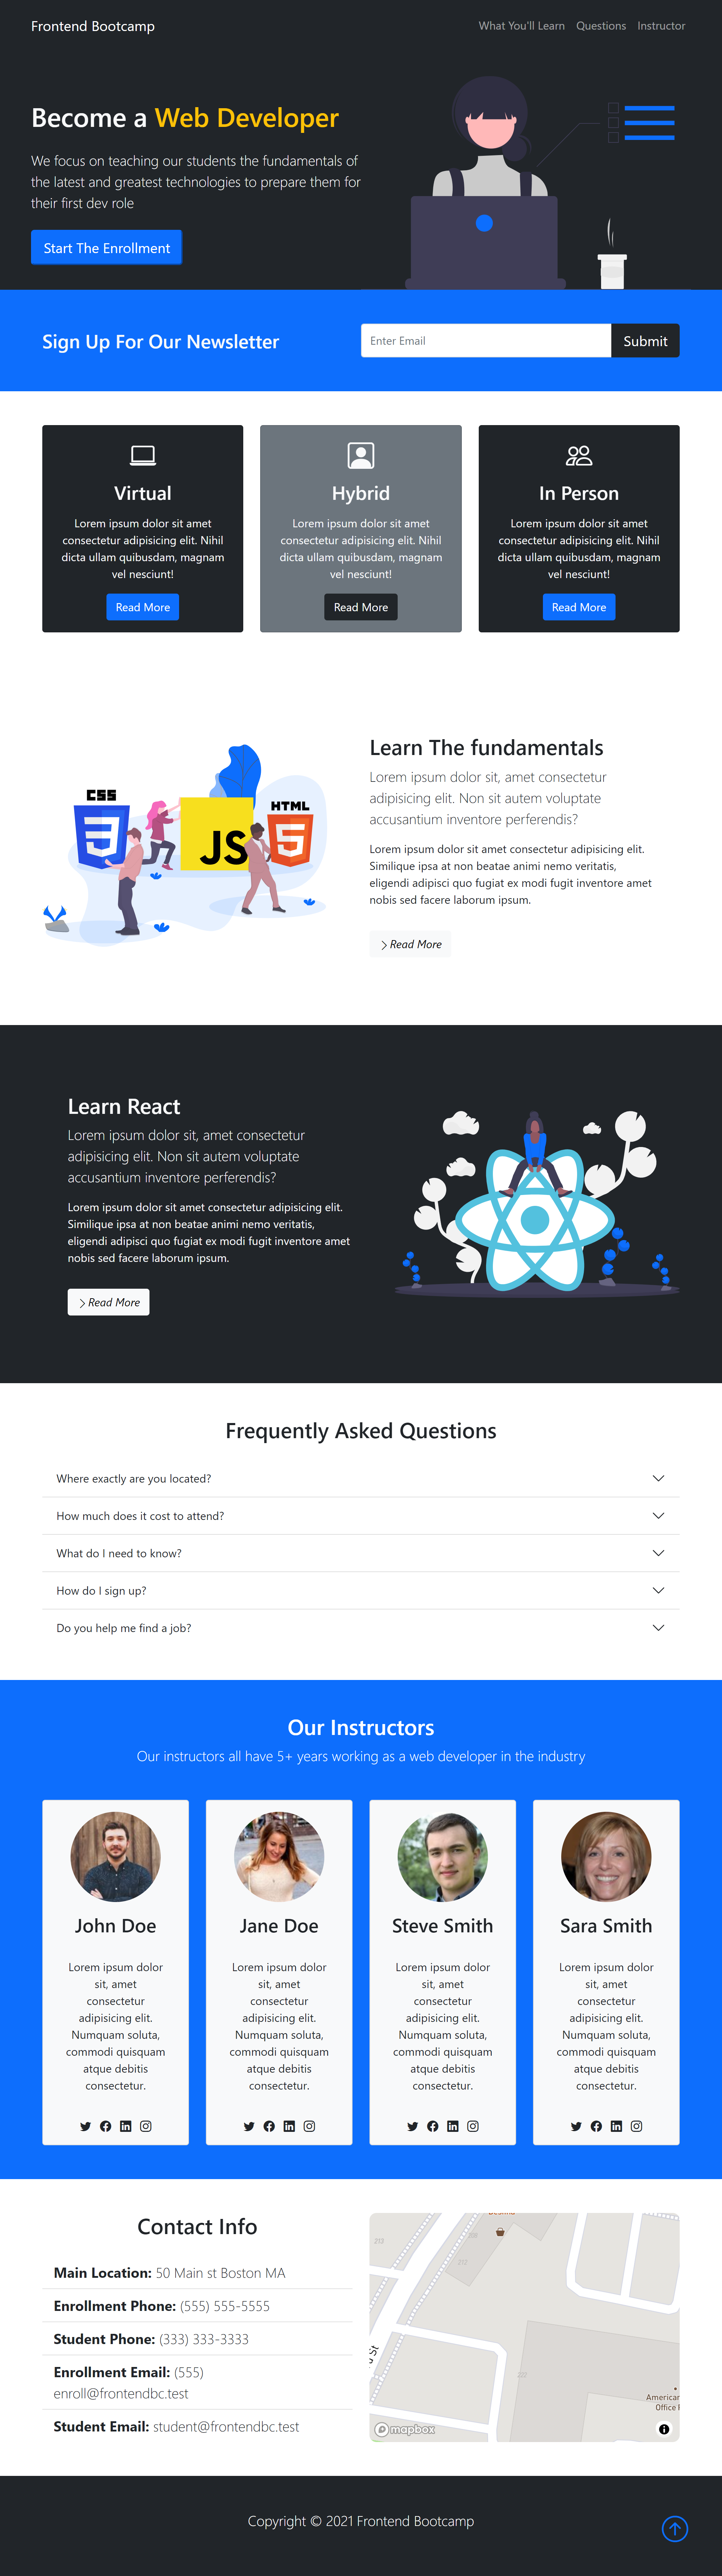 Frontend Bootcamp
What You'll Learn Questions Instructor
Become a Web Developer
We focus on teaching our students the fundamentals of
the latest and greatest technologies to prepare them for
their first dev role
Start The Enrollment
Sign Up For Our Newsletter
Enter Email
Submit
Virtual
Lorem ipsum dolor sit amet
consectetur adipisicing elit. Nihil
dicta ullam quibusdam, magnam
vel nesciunt!
Read More
Hybrid
Lorem ipsum dolor sit amet
consectetur adipisicing elit. Nihil
dicta ullam quibusdam, magnam
vel nesciunt!
Read More
In Person
Lorem ipsum dolor sit amet
consectetur adipisicing elit. Nihil
dicta ullam quibusdam, magnam
vel nesciunt!
Read More
CSS
3
JS
HTML
5
Learn The fundamentals
Lorem ipsum dolor sit, amet consectetur
adipisicing elit. Non sit autem voluptate
accusantium inventore perferendis?
Lorem ipsum dolor sit amet consectetur adipisicing elit.
Similique ipsa at non beatae animi nemo veritatis,
eligendi adipisci quo fugiat ex modi fugit inventore amet
nobis sed facere laborum ipsum.
Read More
Learn React
Lorem ipsum dolor sit, amet consectetur
adipisicing elit. Non sit autem voluptate
accusantium inventore perferendis?
Lorem ipsum dolor sit amet consectetur adipisicing elit.
Similique ipsa at non beatae animi nemo veritatis,
eligendi adipisci quo fugiat ex modi fugit inventore amet
nobis sed facere laborum ipsum.
Read More
Frequently Asked Questions
Where exactly are you located?
How much does it cost to attend?
What do I need to know?
How do I sign up?
Do you help me find a job?
Our Instructors
Our instructors all have 5+ years working as a web developer in the industry
John Doe
Lorem ipsum dolor
sit, amet
consectetur
adipisicing elit.
Numquam soluta,
commodi quisquam
atque debitis
consectetur.
Jane Doe
Lorem ipsum dolor
sit, amet
consectetur
adipisicing elit.
Numquam soluta,
commodi quisquam
atque debitis
consectetur.
Steve Smith
Lorem ipsum dolor
sit, amet
consectetur
adipisicing elit.
Numquam soluta,
commodi quisquam
atque debitis
consectetur.
Sara Smith
Lorem ipsum dolor
sit, amet
consectetur
adipisicing elit.
Numquam soluta,
commodi quisquam
atque debitis
consectetur.
Contact Info
Main Location: 50 Main st Boston MA
Enrollment Phone: (555) 555-5555
Student Phone: (333) 333-3333
Enrollment Email: (555)
enroll@frontendbc.test
Student Email: student@frontendbc.test
St
American
Office
mapbox
Copyright © 2021 Frontend Bootcamp